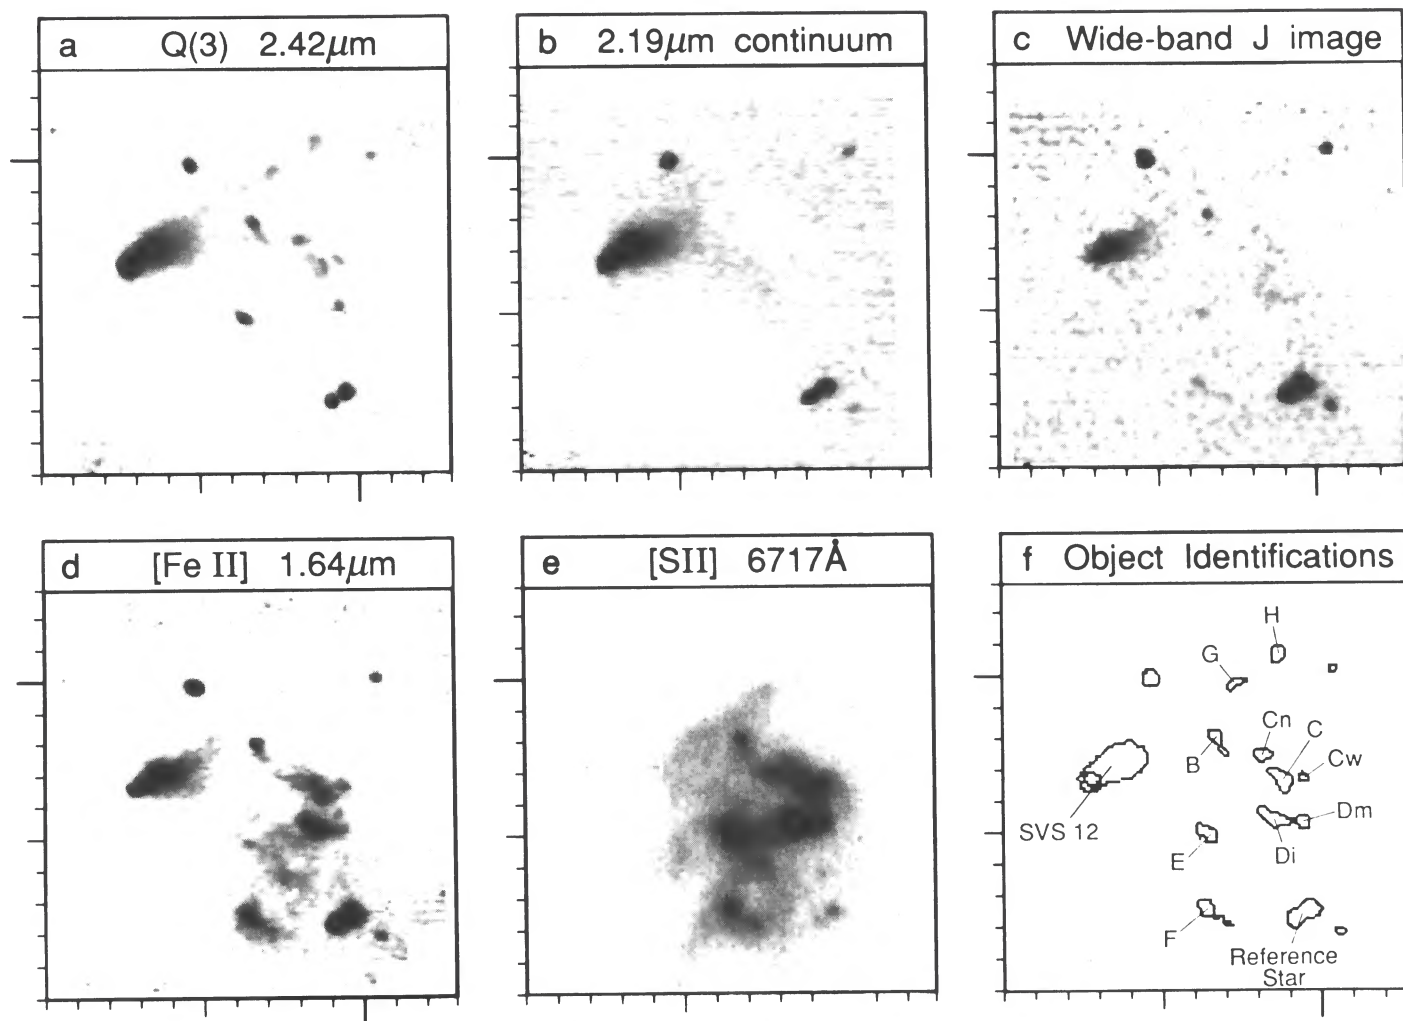 a Q(3) 2.42μm
b 2.19μm continuum
c Wide-band J image
d [Fe II] 1.64μm
e [SII] 6717Å
f Object Identifications
H
G
Cn
C
B
Cw
SVS 12
Dm
E
Di
F
Reference
Star